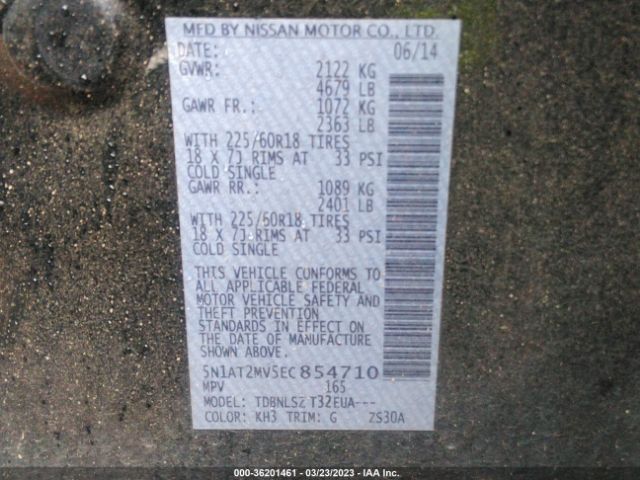 MFD BY NISSAN MOTOR CO., LTD.
DATE: 06/14
GVWR: 2122 KG
4679 LB
GAWR FR.: 1072 KG
2363 LB
WITH 225/60R18 TIRES
18 X 7J RIMS AT 33 PSI
COLD SINGLE
GAWR RR.: 1089 KG
2401 LB
WITH 225/60R18 TIRES
18 X 7J RIMS AT 33 PSI
COLD SINGLE
THIS VEHICLE CONFORMS TO
ALL APPLICABLE FEDERAL
MOTOR VEHICLE SAFETY AND
THEFT PREVENTION
STANDARDS IN EFFECT ON
THE DATE OF MANUFACTURE
SHOWN ABOVE.
5N1AT2MV5EC854710
MPV 165
MODEL: TDBNLSZ T32EUA---
COLOR: KH3 TRIM: G ZS30A
000-36201461 - 03/23/2023 - IAA Inc.